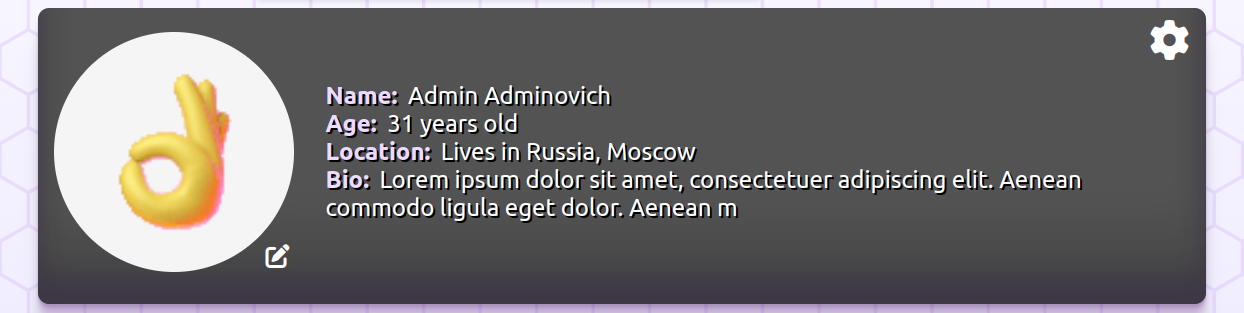 Name: Admin Adminovich
Age: 31 years old
Location: Lives in Russia, Moscow
Bio: Lorem ipsum dolor sit amet, consectetuer adipiscing elit. Aenean
commodo ligula eget dolor. Aenean m